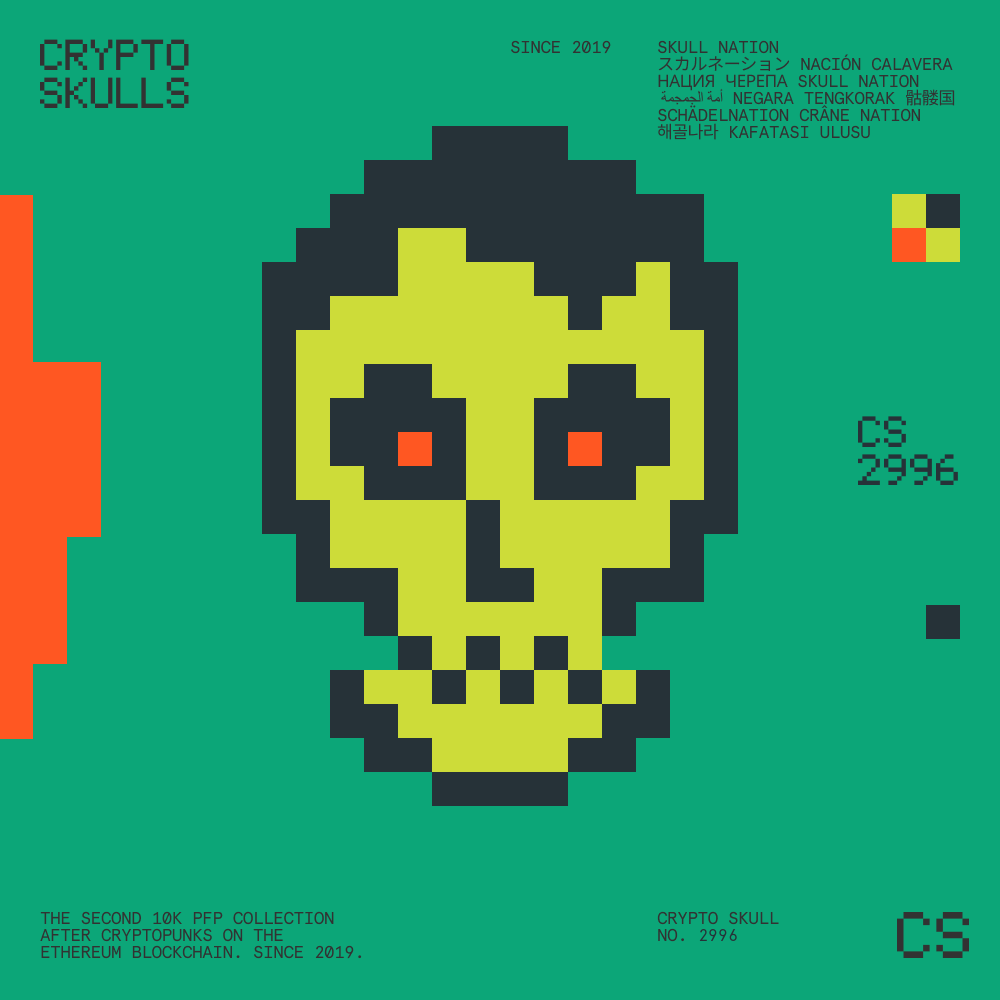 CRYPTO
SKULLS
SINCE 2019
SKULL NATION
スカルネーション NACIÓN CALAVERA
НАЦИЯ ЧЕРЕПА SKULL NATION
أمة الجمجمة NEGARA TENGKORAK 骷髅国
SCHÄDELNATION CRÂNE NATION
해골나라 KAFATASI ULUSU
CS
2996
THE SECOND 10K PFP COLLECTION
AFTER CRYPTOPUNKS ON THE
ETHEREUM BLOCKCHAIN. SINCE 2019.
CRYPTO SKULL
NO. 2996
CS